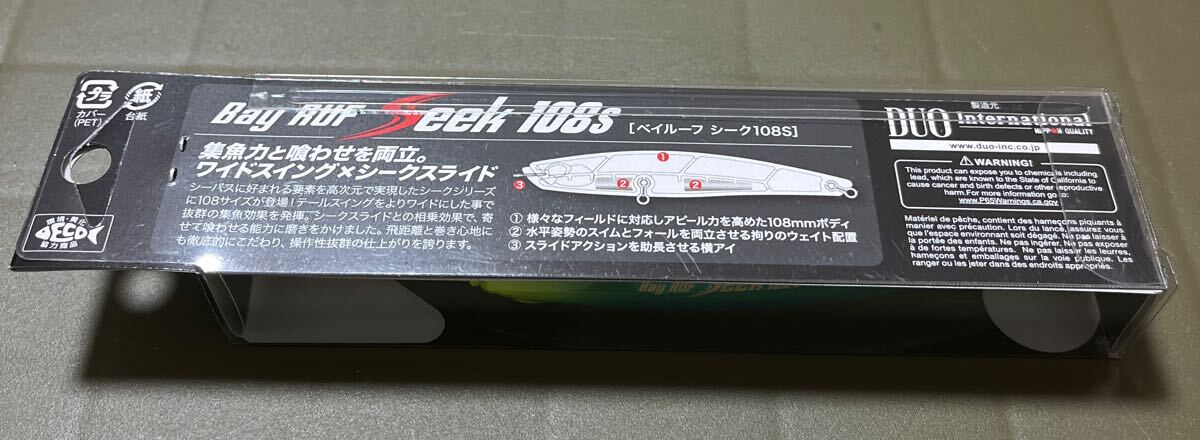 プラ
カバー
(PET)
紙
台紙
環境・美化
ECO
協力商品
Bay RUF Seek 108s
[ベイルーフ シーク108S]
集魚力と喰わせを両立。
ワイドスイング×シークスライド
シーバスに好まれる要素を高次元で実現したシークシリーズ
に108サイズが登場!テールスイングをよりワイドにした事で
抜群の集魚効果を発揮。シークスライドとの相乗効果で、寄
せて喰わせる能力に磨きをかけました。飛距離と巻き心地に
も徹底的にこだわり、操作性抜群の仕上がりを誇ります。
①
②
②
③
① 様々なフィールドに対応しアピール力を高めた108mmボディ
② 水平姿勢のスイムとフォールを両立させる拘りのウェイト配置
③ スライドアクションを助長させる横アイ
製造元
DUO International
NIPPON QUALITY
www.duo-inc.co.jp
WARNING!
This product can expose you to chemicals including
lead, which are known to the State of California to
cause cancer and birth defects or other reproductive
harm.For more information go to:
www.P65Warnings.ca.gov
Matériel de pêche, contient des hameçons piquants à
manier avec précaution. Lors du lancé, assurez vous
que l'espace environnant soit dégagé. Ne pas laisser à
la portée des enfants. Ne pas ingérer. Ne pas exposer
à de fortes températures. Ne pas laisser les leurres,
hameçons et emballages sur la voie publique. Les
ranger ou les jeter dans des endroits appropriés.
Bay RUF Seek 108